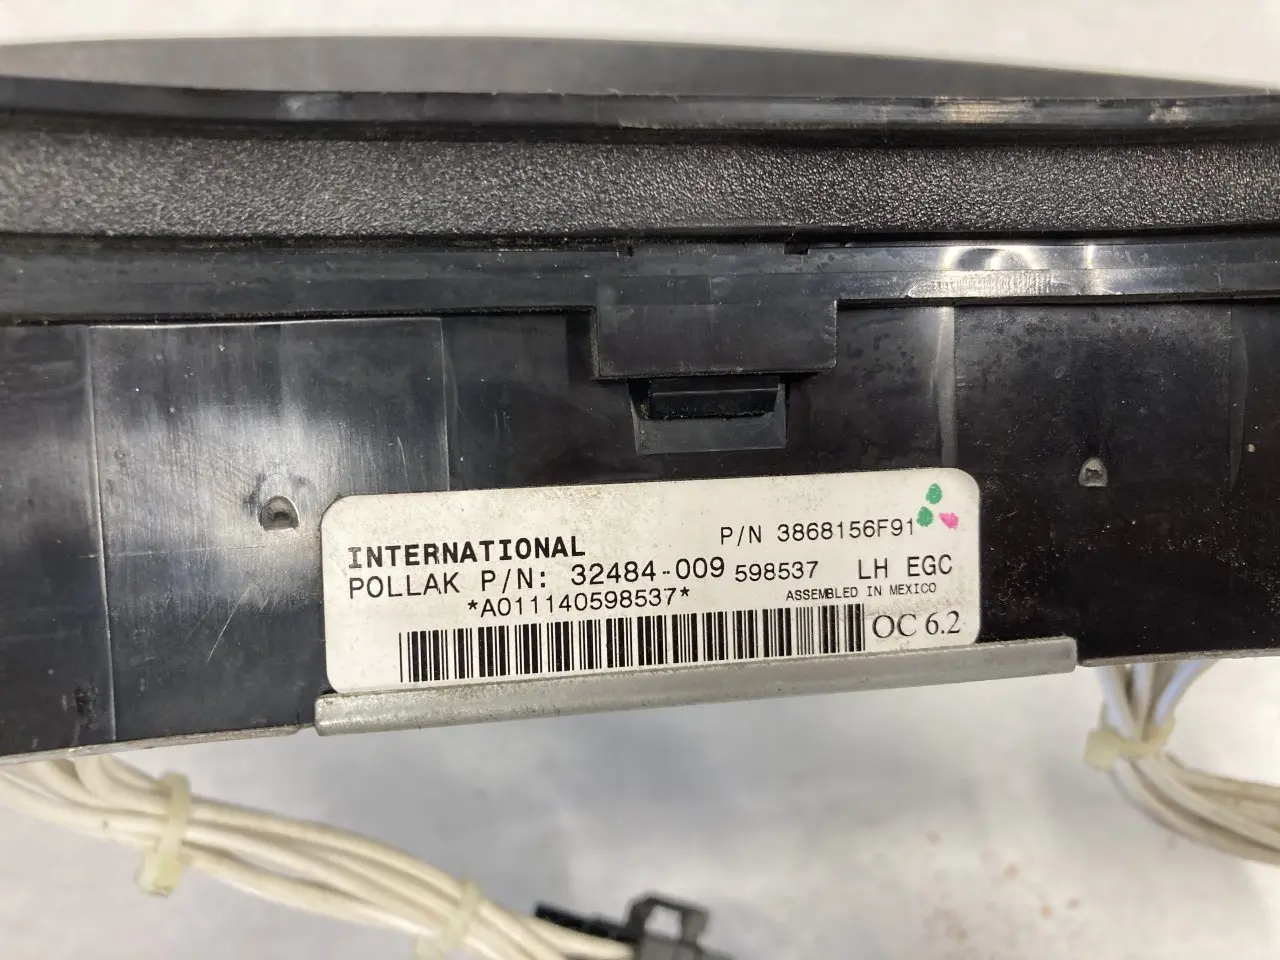 INTERNATIONAL P/N 3868156F91
POLLAK P/N: 32484-009 598537 LH EGC
*A011140598537* ASSEMBLED IN MEXICO
OC 6.2